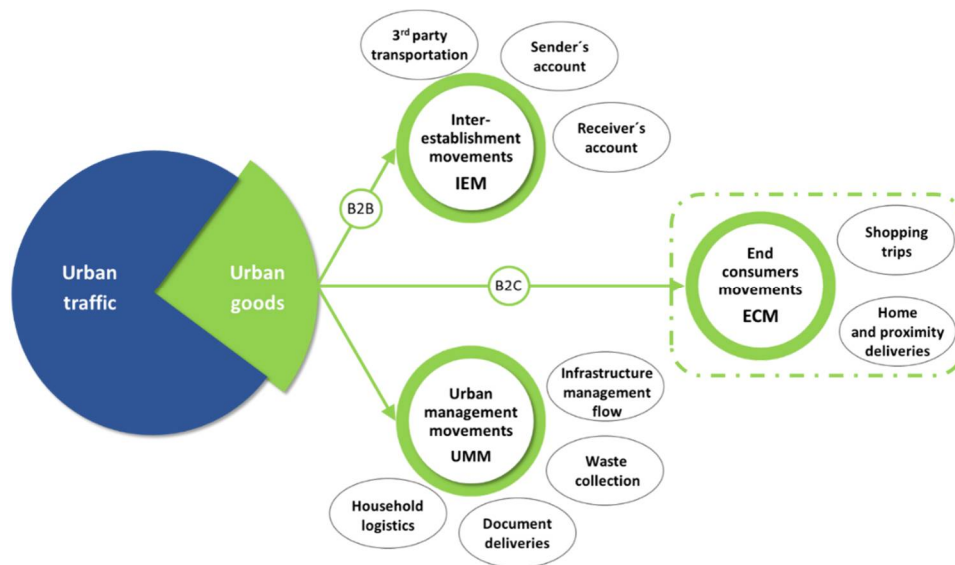 Urban
traffic
Urban
goods
B2B
B2C
3rd party
transportation
Sender´s
account
Receiver´s
account
Inter-
establishment
movements
IEM
End
consumers
movements
ECM
Shopping
trips
Home
and proximity
deliveries
Urban
management
movements
UMM
Infrastructure
management
flow
Waste
collection
Document
deliveries
Household
logistics